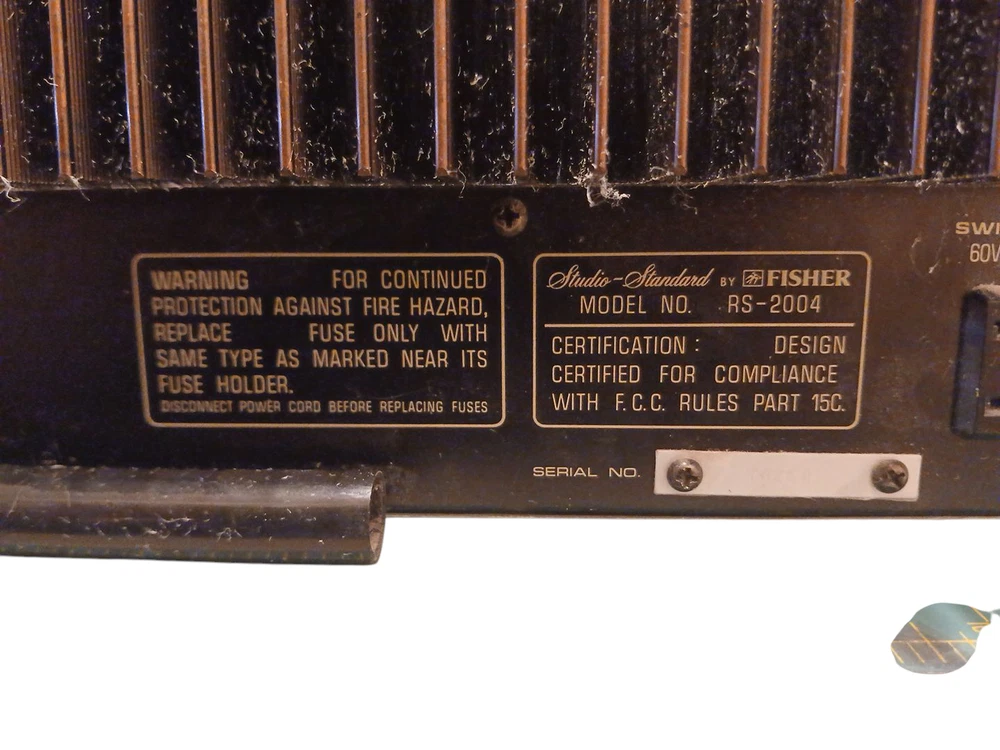 WARNING FOR CONTINUED
PROTECTION AGAINST FIRE HAZARD,
REPLACE FUSE ONLY WITH
SAME TYPE AS MARKED NEAR ITS
FUSE HOLDER.
DISCONNECT POWER CORD BEFORE REPLACING FUSES
Studio-Standard BY FISHER
MODEL NO. RS-2004
CERTIFICATION: DESIGN
CERTIFIED FOR COMPLIANCE
WITH F.C.C. RULES PART 15C.
SERIAL NO.
SWI
60W